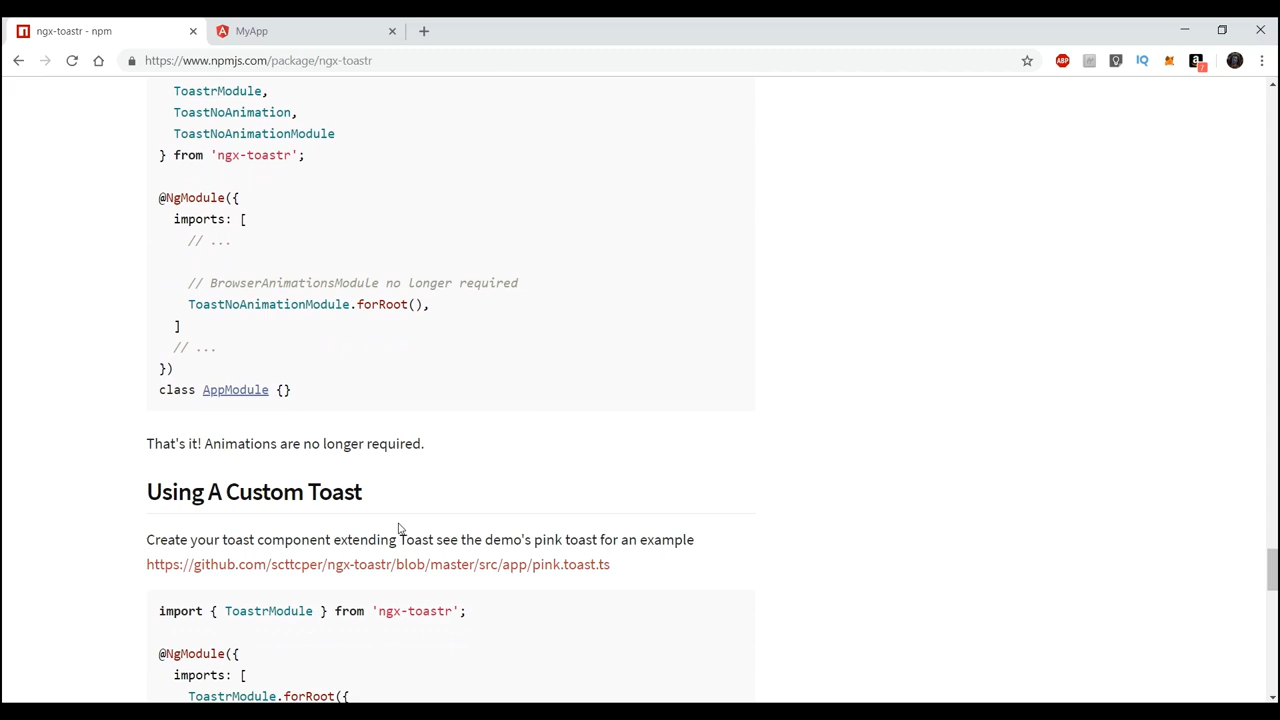 ngx-toastr - npm
MyApp
https://www.npmjs.com/package/ngx-toastr
ABP
IQ
a
7
ToastrModule,
ToastNoAnimation,
ToastNoAnimationModule
} from 'ngx-toastr';
@NgModule({
imports: [
// ...
// BrowserAnimationsModule no longer required
ToastNoAnimationModule.forRoot(),
]
// ...
})
class AppModule {}
That's it! Animations are no longer required.
Using A Custom Toast
Create your toast component extending Toast see the demo's pink toast for an example
https://github.com/scttcper/ngx-toastr/blob/master/src/app/pink.toast.ts
import { ToastrModule } from 'ngx-toastr';
@NgModule({
imports: [
ToastrModule.forRoot({